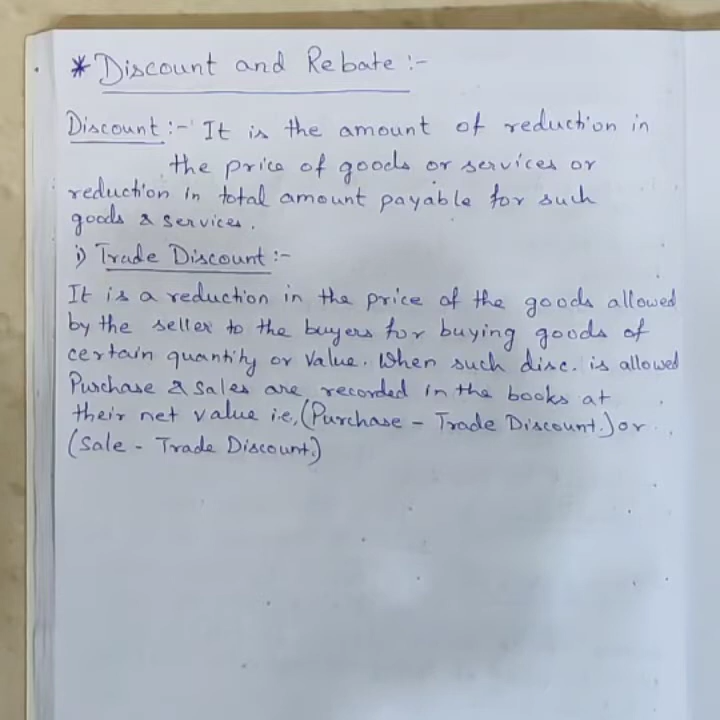 * Discount and Rebate :-
Discount :- It is the amount of reduction in
the price of goods or services or
reduction in total amount payable for such
goods & services.
i) Trade Discount :-
It is a reduction in the price of the goods allowed
by the seller to the buyers for buying goods of
certain quantity or value. When such disc. is allowed
Purchase & sales are recorded in the books at
their net value i.e, (Purchase - Trade Discount.) or
(Sale - Trade Discount.)